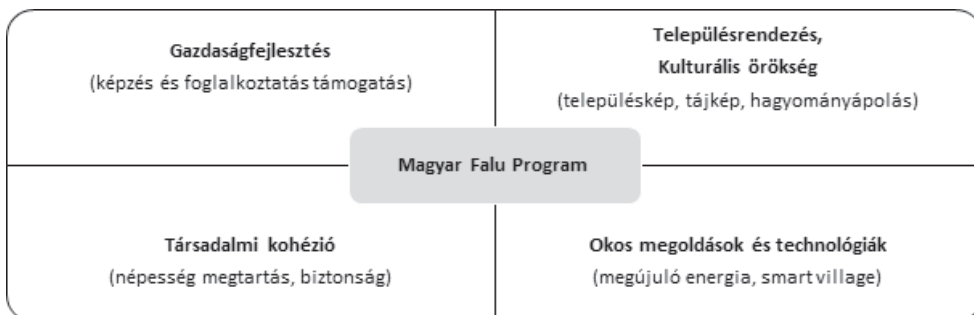 Gazdaságfejlesztés
(képzés és foglalkoztatás támogatás)
Településrendezés,
Kulturális örökség
(településkép, tájkép, hagyományápolás)
Magyar Falu Program
Társadalmi kohézió
(népesség megtartás, biztonság)
Okos megoldások és technológiák
(megújuló energia, smart village)